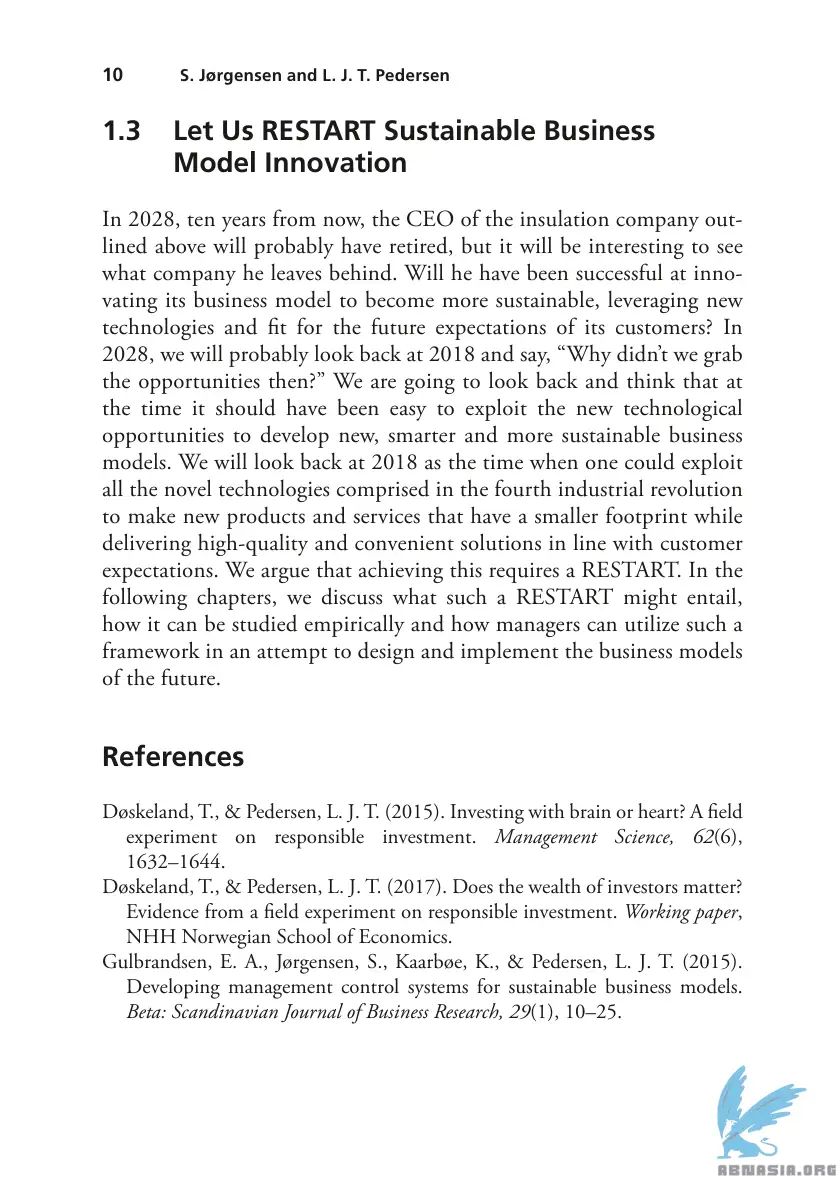 10 S. Jørgensen and L. J. T. Pedersen
1.3 Let Us RESTART Sustainable Business
Model Innovation
In 2028, ten years from now, the CEO of the insulation company out-
lined above will probably have retired, but it will be interesting to see
what company he leaves behind. Will he have been successful at inno-
vating its business model to become more sustainable, leveraging new
technologies and fit for the future expectations of its customers? In
2028, we will probably look back at 2018 and say, “Why didn’t we grab
the opportunities then?” We are going to look back and think that at
the time it should have been easy to exploit the new technological
opportunities to develop new, smarter and more sustainable business
models. We will look back at 2018 as the time when one could exploit
all the novel technologies comprised in the fourth industrial revolution
to make new products and services that have a smaller footprint while
delivering high-quality and convenient solutions in line with customer
expectations. We argue that achieving this requires a RESTART. In the
following chapters, we discuss what such a RESTART might entail,
how it can be studied empirically and how managers can utilize such a
framework in an attempt to design and implement the business models
of the future.
References
Døskeland, T., & Pedersen, L. J. T. (2015). Investing with brain or heart? A field
experiment on responsible investment. Management Science, 62(6),
1632–1644.
Døskeland, T., & Pedersen, L. J. T. (2017). Does the wealth of investors matter?
Evidence from a field experiment on responsible investment. Working paper,
NHH Norwegian School of Economics.
Gulbrandsen, E. A., Jørgensen, S., Kaarbøe, K., & Pedersen, L. J. T. (2015).
Developing management control systems for sustainable business models.
Beta: Scandinavian Journal of Business Research, 29(1), 10–25.
ABNASIA.ORG